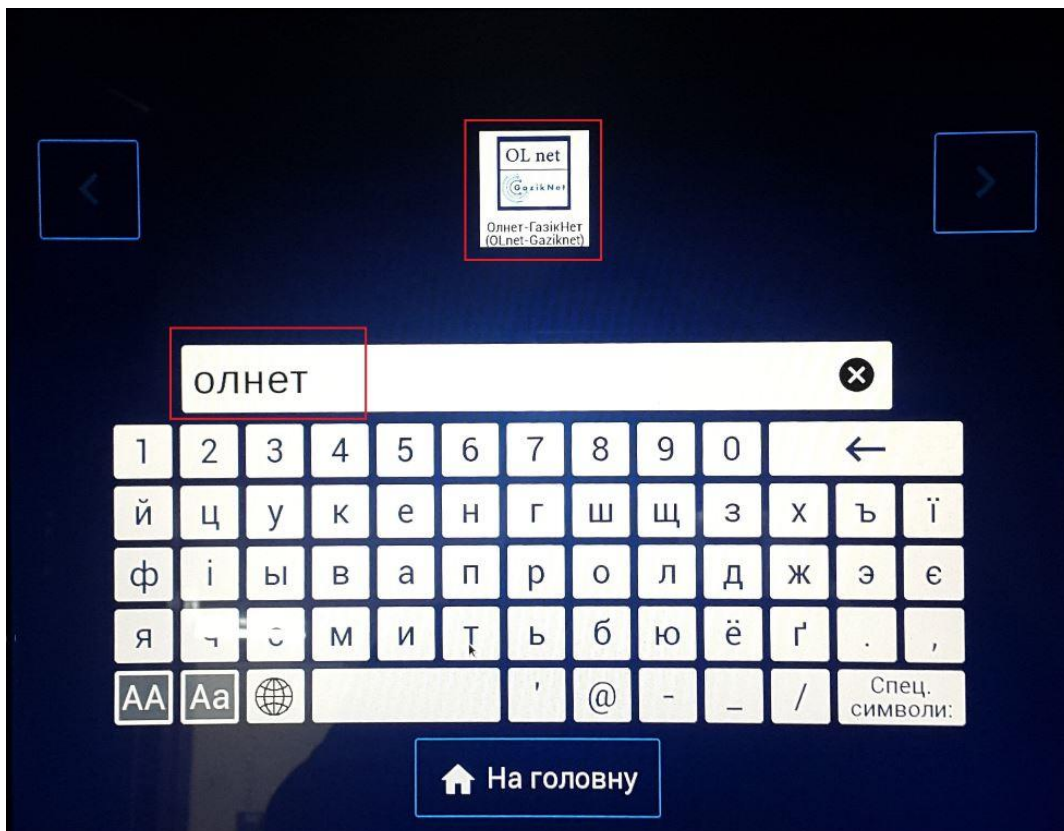 OL net
GazikNet
Олнет-ГазікНет
(OLnet-Gaziknet)
олнет
1 2 3 4 5 6 7 8 9 0 ←
й ц у к е н г ш щ з х ъ ї
ф і ы в а п р о л д ж э є
я ч с м и т ь б ю ё ґ . ,
AA Aa ' @ - _ / Спец. символи:
На головну